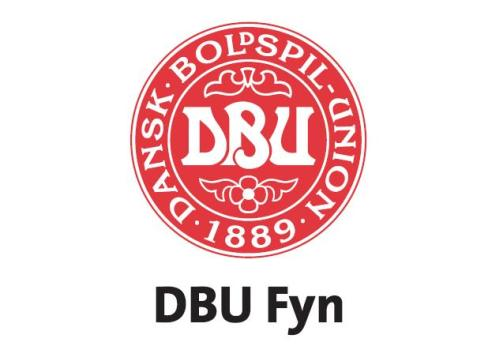 DANSK · BOLDSPIL-UNION
· 1889 ·
DBU
DBU Fyn